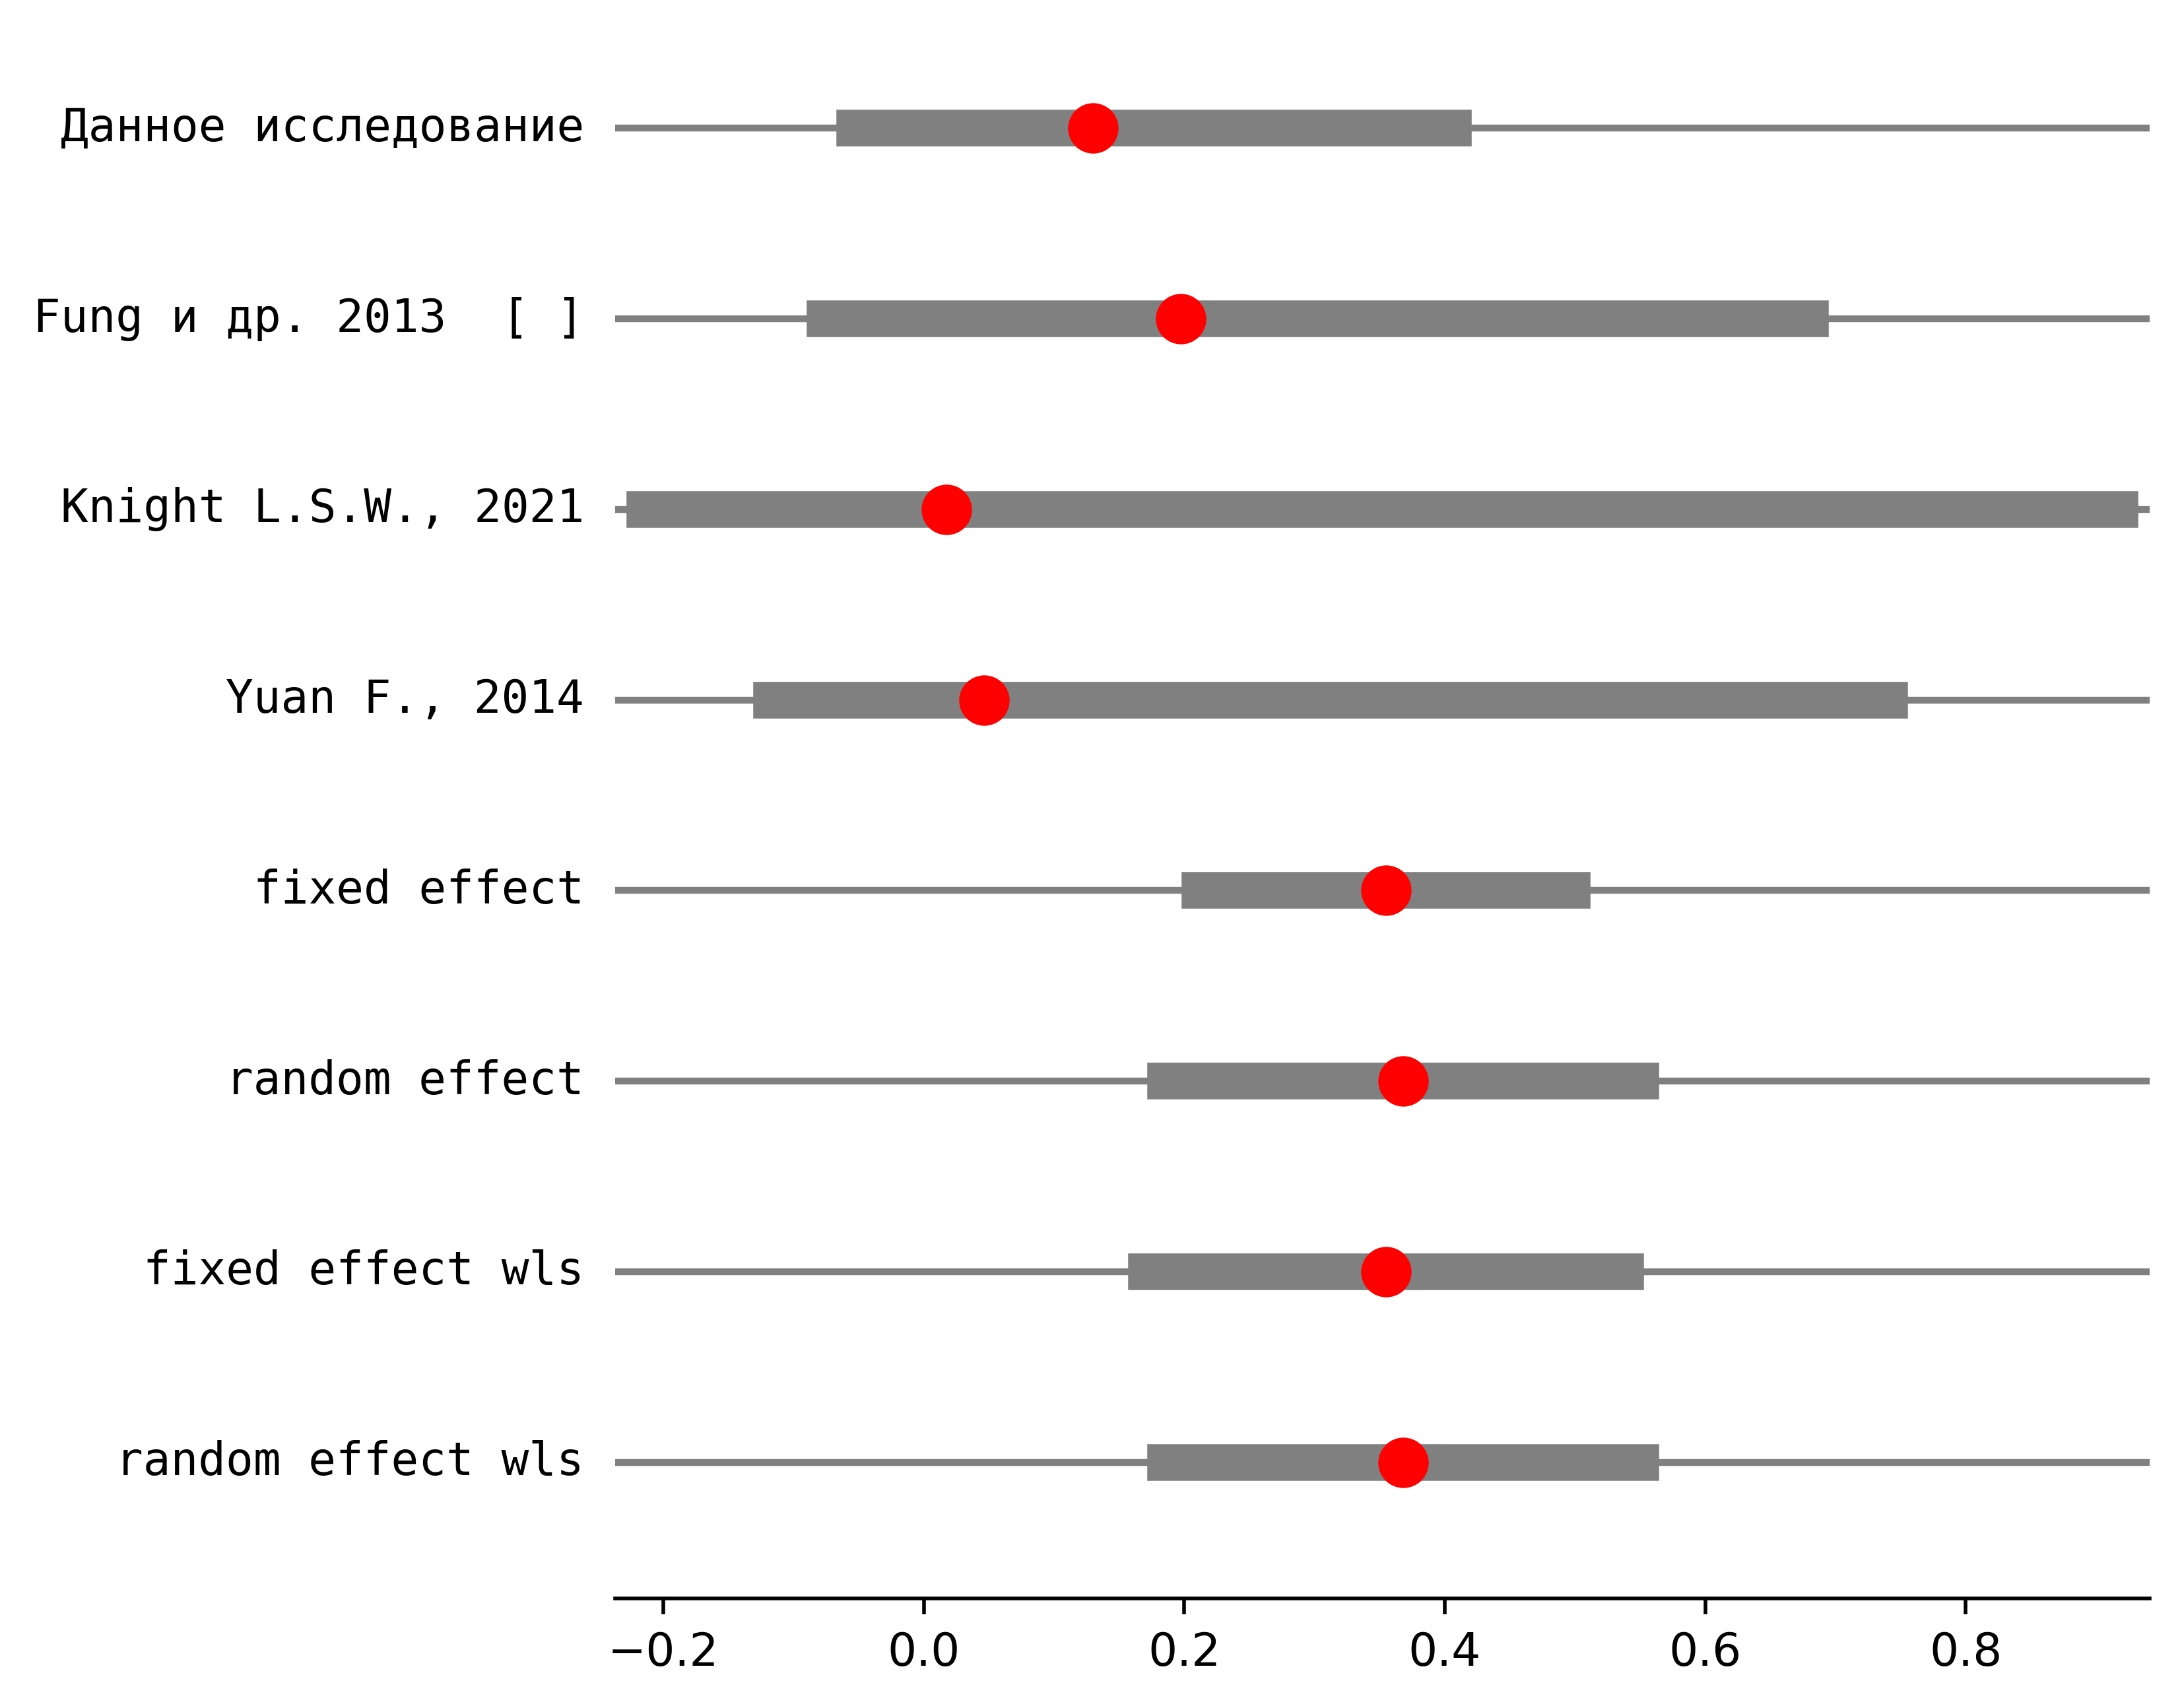 Данное исследование
Fung и др. 2013  [ ]
Knight L.S.W., 2021
Yuan F., 2014
fixed effect
random effect
fixed effect wls
random effect wls
−0.2 0.0 0.2 0.4 0.6 0.8